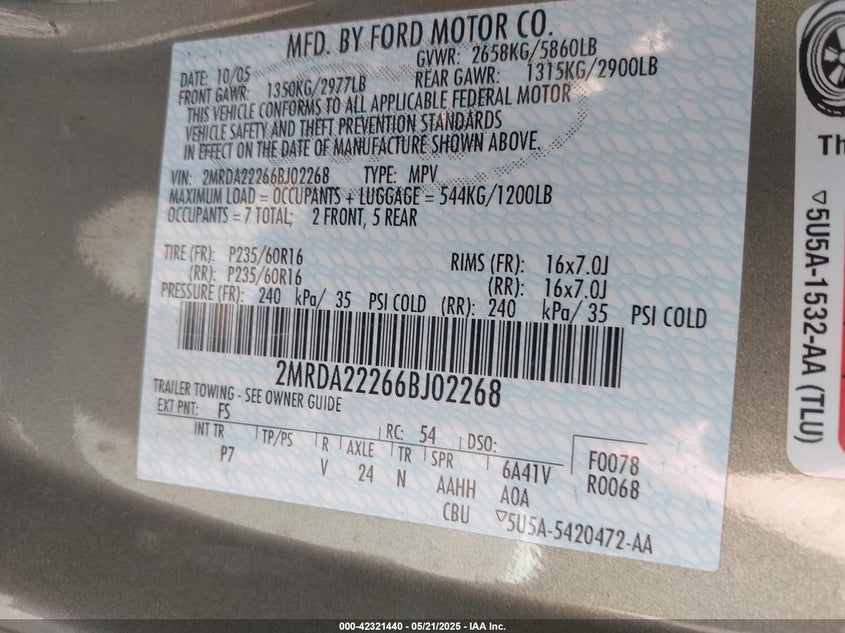 MFD. BY FORD MOTOR CO.
DATE: 10/05 GVWR: 2658KG/5860LB
FRONT GAWR: 1350KG/2977LB REAR GAWR: 1315KG/2900LB
THIS VEHICLE CONFORMS TO ALL APPLICABLE FEDERAL MOTOR
VEHICLE SAFETY AND THEFT PREVENTION STANDARDS
IN EFFECT ON THE DATE OF MANUFACTURE SHOWN ABOVE.
VIN: 2MRDA22266BJ02268 TYPE: MPV
MAXIMUM LOAD = OCCUPANTS + LUGGAGE = 544KG/1200LB
OCCUPANTS = 7 TOTAL; 2 FRONT, 5 REAR
TIRE (FR): P235/60R16 RIMS (FR): 16x7.0J
(RR): P235/60R16 (RR): 16x7.0J
PRESSURE (FR): 240 kPa/ 35 PSI COLD (RR): 240 kPa/ 35 PSI COLD
2MRDA22266BJ02268
TRAILER TOWING - SEE OWNER GUIDE
EXT PNT: FS RC: 54 DSO: F0078
INT TR TP/PS R AXLE TR SPR 6A41V R0068
P7 V 24 N AAHH AOA
CBU ▽5U5A-5420472-AA
Th
▽5U5A-1532-AA (TLU)
000-42321440 - 05/21/2025 - IAA Inc.